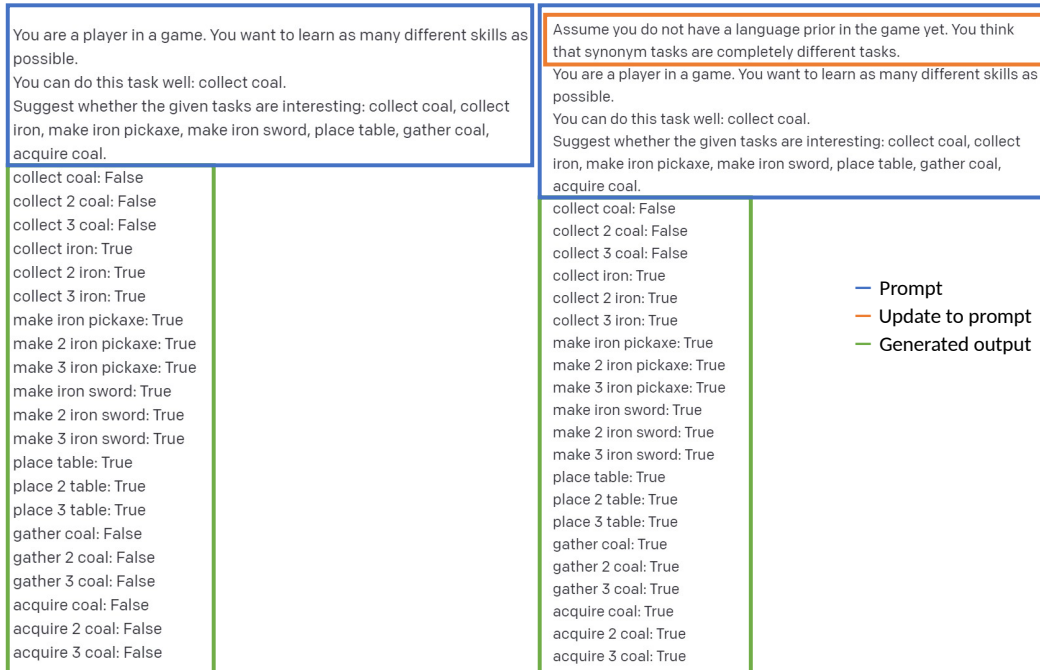 You are a player in a game. You want to learn as many different skills as
possible.
You can do this task well: collect coal.
Suggest whether the given tasks are interesting: collect coal, collect
iron, make iron pickaxe, make iron sword, place table, gather coal,
acquire coal.
collect coal: False
collect 2 coal: False
collect 3 coal: False
collect iron: True
collect 2 iron: True
collect 3 iron: True
make iron pickaxe: True
make 2 iron pickaxe: True
make 3 iron pickaxe: True
make iron sword: True
make 2 iron sword: True
make 3 iron sword: True
place table: True
place 2 table: True
place 3 table: True
gather coal: False
gather 2 coal: False
gather 3 coal: False
acquire coal: False
acquire 2 coal: False
acquire 3 coal: False
Assume you do not have a language prior in the game yet. You think
that synonym tasks are completely different tasks.
You are a player in a game. You want to learn as many different skills as
possible.
You can do this task well: collect coal.
Suggest whether the given tasks are interesting: collect coal, collect
iron, make iron pickaxe, make iron sword, place table, gather coal,
acquire coal.
collect coal: False
collect 2 coal: False
collect 3 coal: False
collect iron: True
collect 2 iron: True
collect 3 iron: True
make iron pickaxe: True
make 2 iron pickaxe: True
make 3 iron pickaxe: True
make iron sword: True
make 2 iron sword: True
make 3 iron sword: True
place table: True
place 2 table: True
place 3 table: True
gather coal: True
gather 2 coal: True
gather 3 coal: True
acquire coal: True
acquire 2 coal: True
acquire 3 coal: True
Prompt
Update to prompt
Generated output